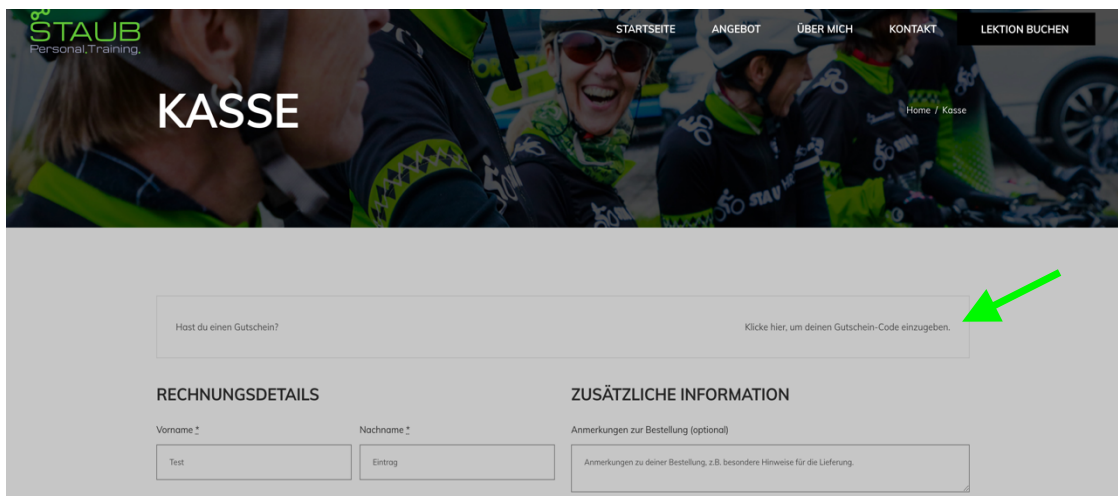 STAUB
Personal.Training.
STARTSEITE ANGEBOT ÜBER MICH KONTAKT LEKTION BUCHEN
KASSE
Home / Kasse
STAU
Hast du einen Gutschein? Klicke hier, um deinen Gutschein-Code einzugeben.
RECHNUNGSDETAILS ZUSÄTZLICHE INFORMATION
Vorname * Nachname * Anmerkungen zur Bestellung (optional)
Test Eintrag Anmerkungen zu deiner Bestellung, z.B. besondere Hinweise für die Lieferung.